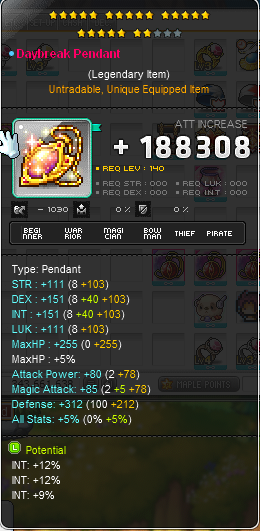 Daybreak Pendant
(Legendary Item)
Untradable, Unique Equipped Item
ATT INCREASE
+ 188308
REQ LEV : 140
REQ STR : 000 REQ LUK : 000
REQ DEX : 000 REQ INT : 000
- 1030 0 % 0 %
BEGINNER WARRIOR MAGICIAN BOWMAN THIEF PIRATE
Type: Pendant
STR : +111 (8 +103)
DEX : +151 (8 +40 +103)
INT : +151 (8 +40 +103)
LUK : +111 (8 +103)
MaxHP : +255 (0 +255)
MaxHP : +5%
Attack Power: +80 (2 +78)
Magic Attack: +85 (2 +5 +78)
MAPLE POINTS
Defense: +312 (100 +212)
All Stats: +5% (0% +5%)
L Potential
INT: +12%
INT: +12%
INT: +9%